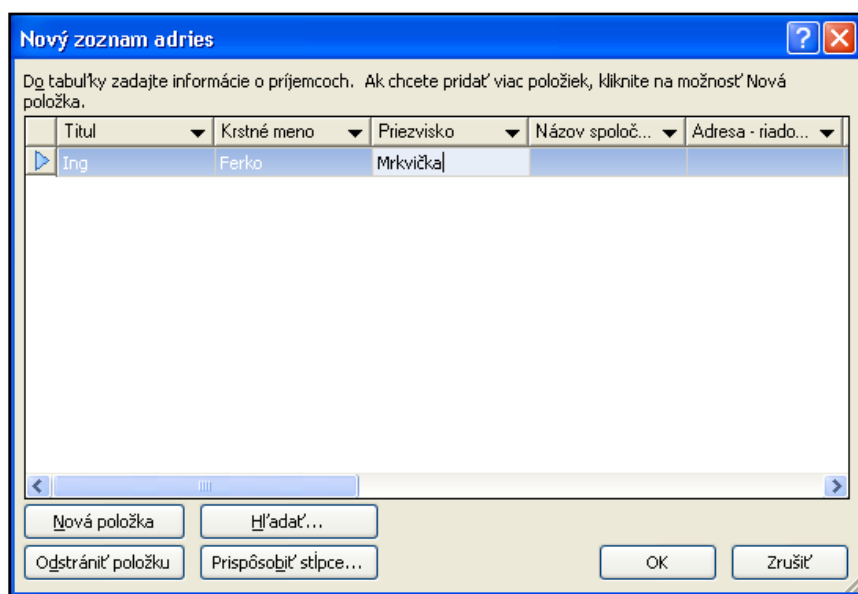 Nový zoznam adries
Do tabuľky zadajte informácie o príjemcoch. Ak chcete pridať viac položiek, kliknite na možnosť Nová
položka.
Titul Krstné meno Priezvisko Názov spoloč... Adresa - riado...
Ing Ferko Mrkvička
Nová položka Hľadať...
Odstrániť položku Prispôsobiť stĺpce... OK Zrušiť